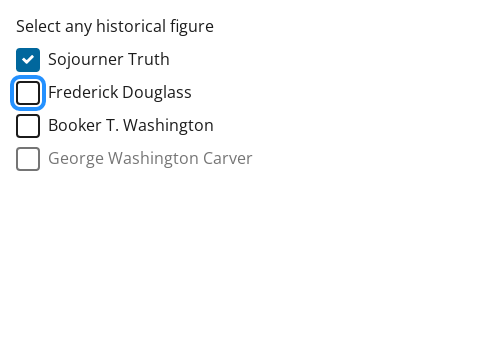 Select any historical figure
Sojourner Truth
Frederick Douglass
Booker T. Washington
George Washington Carver